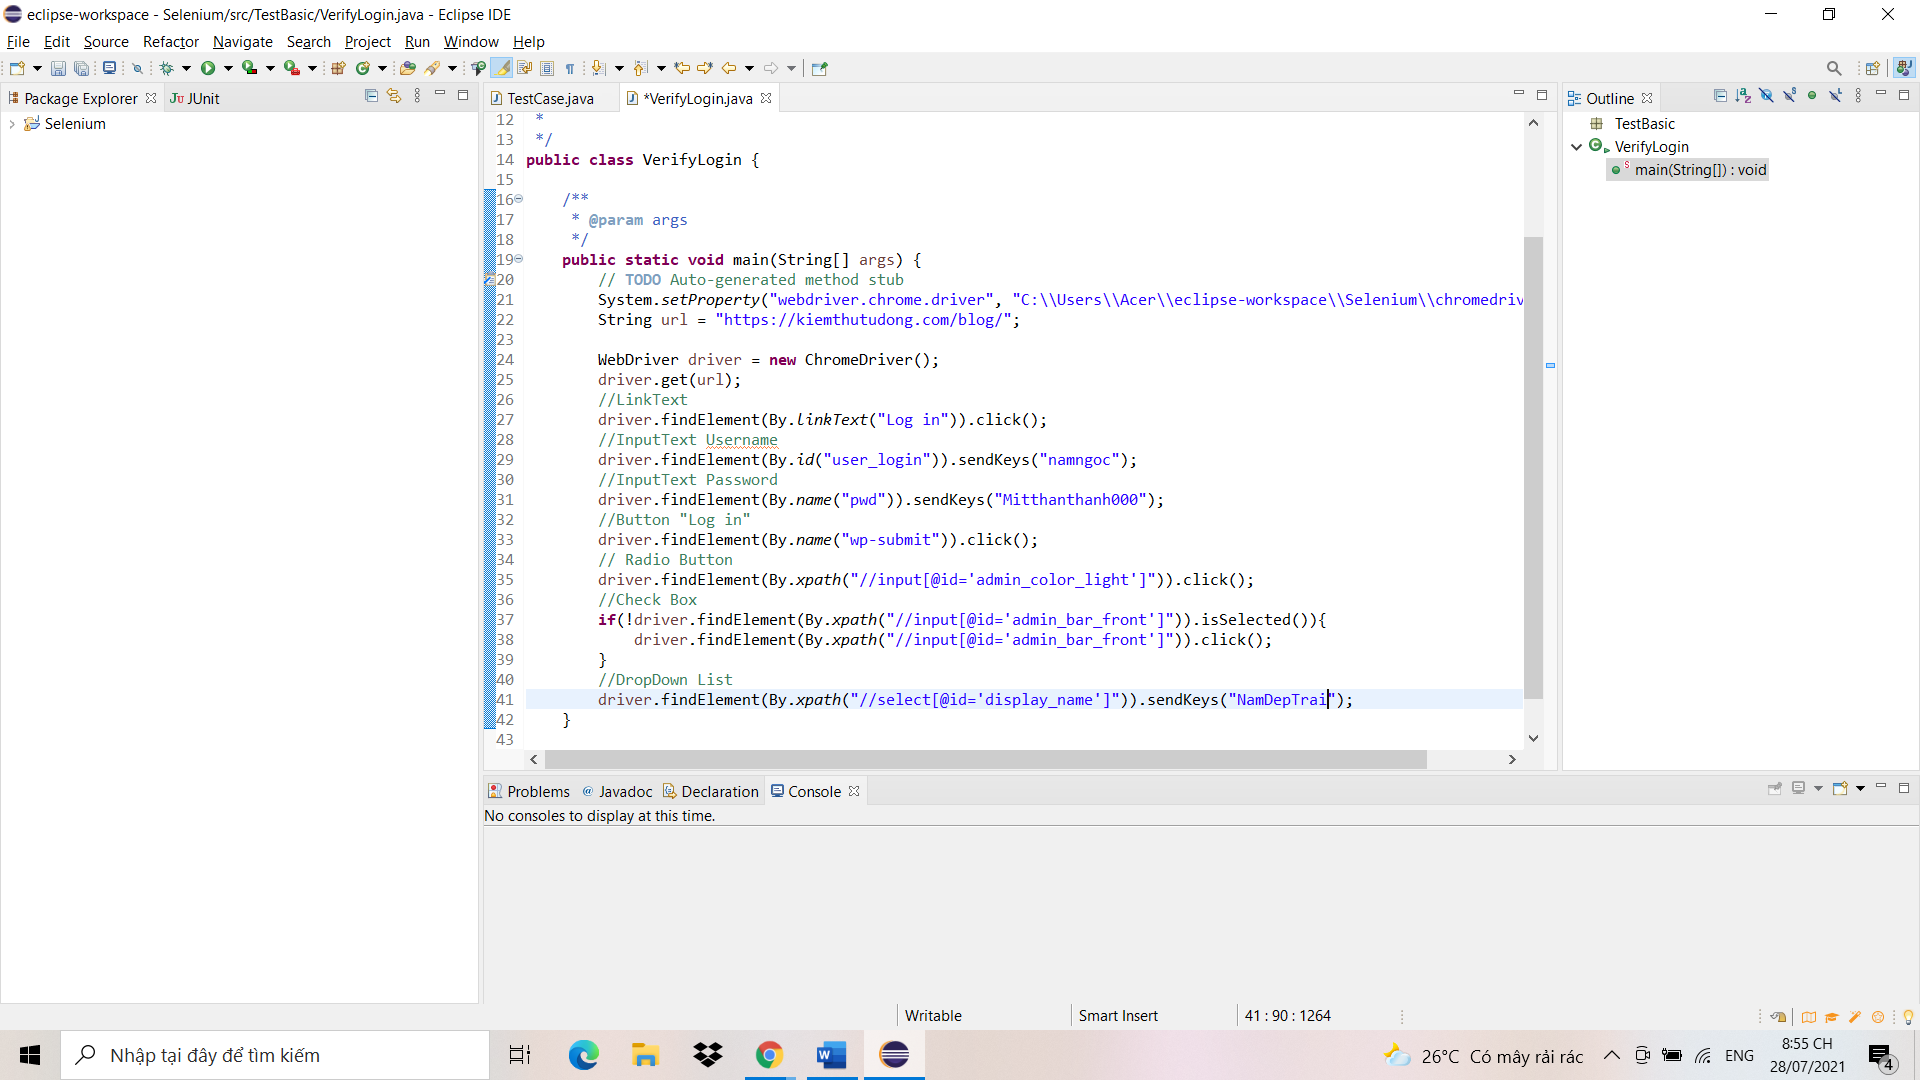 eclipse-workspace - Selenium/src/TestBasic/VerifyLogin.java - Eclipse IDE
File Edit Source Refactor Navigate Search Project Run Window Help
Package Explorer
JUnit
Selenium
TestCase.java
*VerifyLogin.java
12 *
13 */
14 public class VerifyLogin {
15
16 /**
17 * @param args
18 */
19 public static void main(String[] args) {
20 // TODO Auto-generated method stub
21 System.setProperty("webdriver.chrome.driver", "C:\\Users\\Acer\\eclipse-workspace\\Selenium\\chromedriv
22 String url = "https://kiemthutudong.com/blog/";
23
24 WebDriver driver = new ChromeDriver();
25 driver.get(url);
26 //LinkText
27 driver.findElement(By.linkText("Log in")).click();
28 //InputText Username
29 driver.findElement(By.id("user_login")).sendKeys("namngoc");
30 //InputText Password
31 driver.findElement(By.name("pwd")).sendKeys("Mitthanthanh000");
32 //Button "Log in"
33 driver.findElement(By.name("wp-submit")).click();
34 // Radio Button
35 driver.findElement(By.xpath("//input[@id='admin_color_light']")).click();
36 //Check Box
37 if(!driver.findElement(By.xpath("//input[@id='admin_bar_front']")).isSelected()){
38 driver.findElement(By.xpath("//input[@id='admin_bar_front']")).click();
39 }
40 //DropDown List
41 driver.findElement(By.xpath("//select[@id='display_name']")).sendKeys("NamDepTrai");
42 }
43
Outline
TestBasic
VerifyLogin
main(String[]) : void
Problems
Javadoc
Declaration
Console
No consoles to display at this time.
Writable
Smart Insert
41 : 90 : 1264
Nhập tại đây để tìm kiếm
26°C Có mây rải rác
ENG
8:55 CH
28/07/2021
4